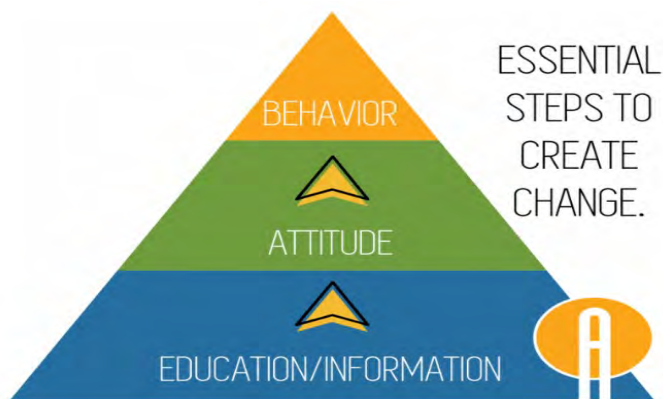 ESSENTIAL
STEPS TO
CREATE
CHANGE.
BEHAVIOR
ATTITUDE
EDUCATION/INFORMATION